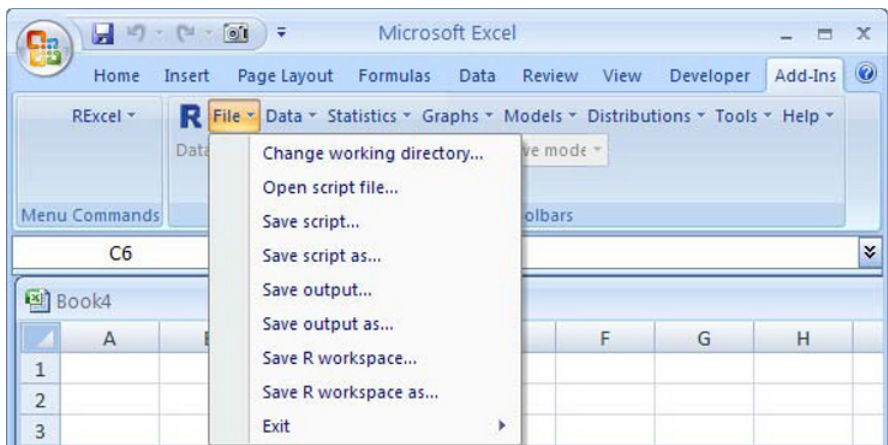 Microsoft Excel
Home Insert Page Layout Formulas Data Review View Developer Add-Ins
RExcel R File Data Statistics Graphs Models Distributions Tools Help
Change working directory...
Open script file...
Save script...
Menu Commands
Save script as...
C6
Save output...
Book4
Save output as...
A F G H
Save R workspace...
1
Save R workspace as...
2
Exit
3